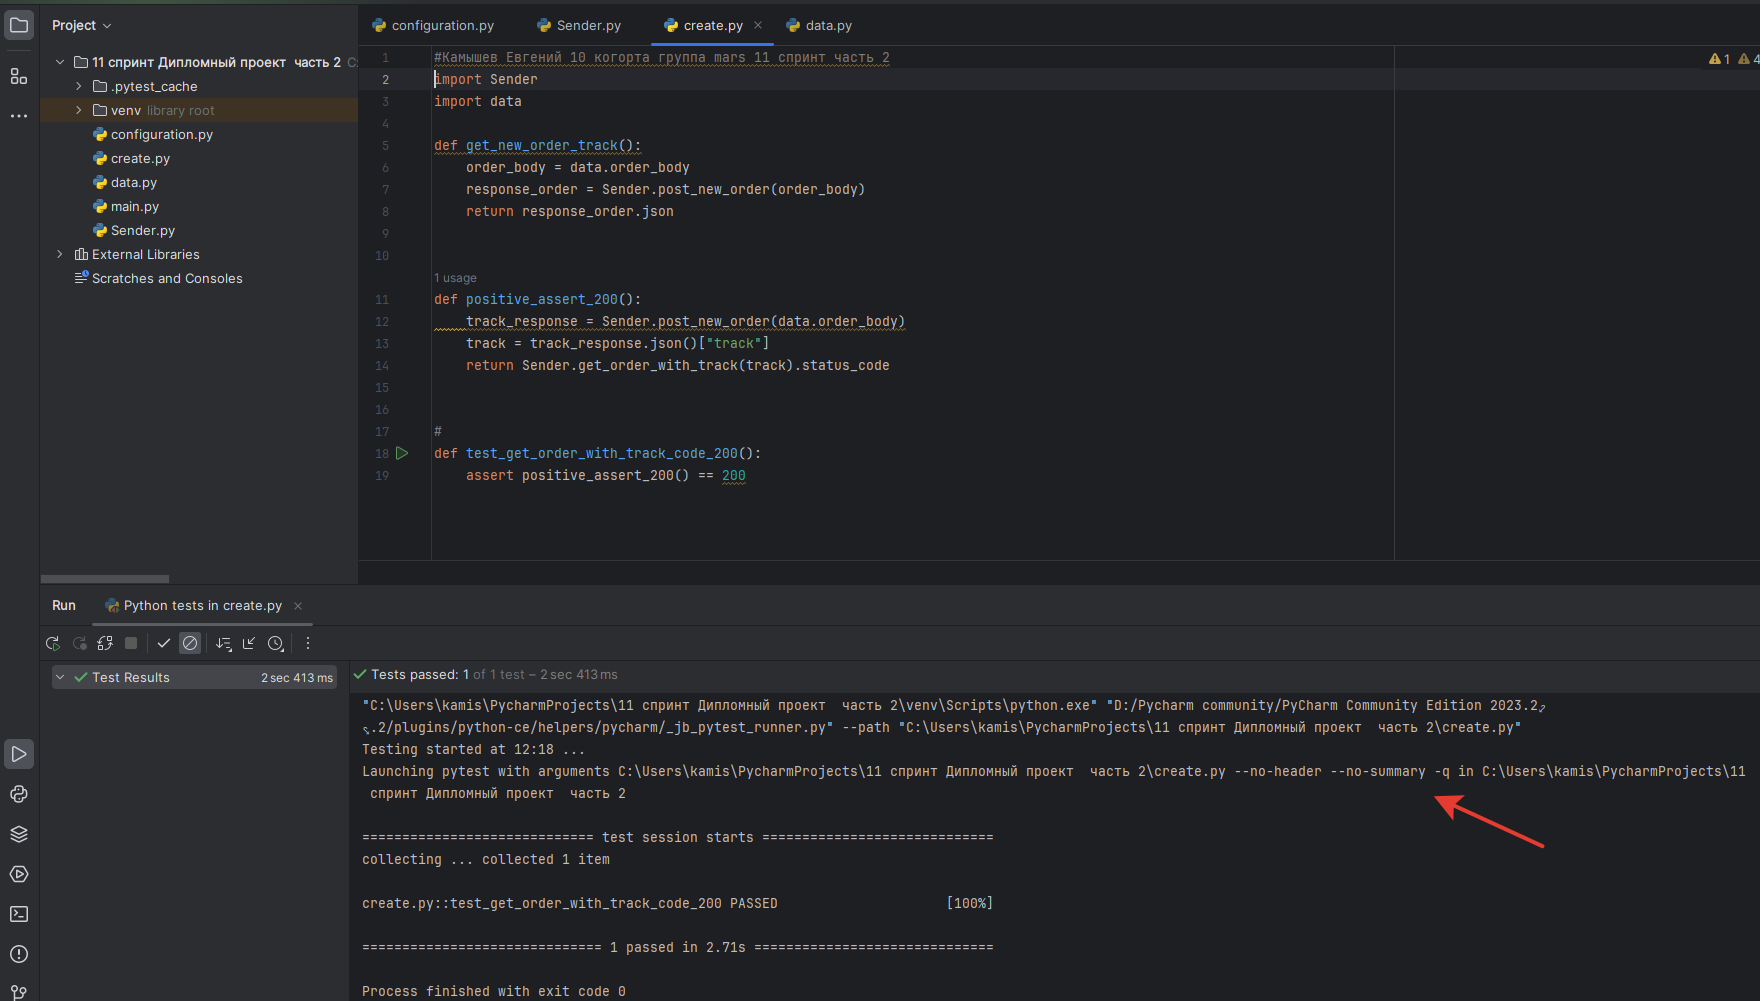 Project
configuration.py
Sender.py
create.py
data.py
11 спринт Дипломный проект  часть 2
.pytest_cache
venv library root
configuration.py
create.py
data.py
main.py
Sender.py
External Libraries
Scratches and Consoles
1 #Камышев Евгений 10 когорта группа mars 11 спринт часть 2
1 4
2 import Sender
3 import data
4
5 def get_new_order_track():
6     order_body = data.order_body
7     response_order = Sender.post_new_order(order_body)
8     return response_order.json
9
10
1 usage
11 def positive_assert_200():
12     track_response = Sender.post_new_order(data.order_body)
13     track = track_response.json()["track"]
14     return Sender.get_order_with_track(track).status_code
15
16
17 #
18 def test_get_order_with_track_code_200():
19     assert positive_assert_200() == 200
Run
Python tests in create.py
Test Results 2 sec 413 ms
Tests passed: 1 of 1 test – 2 sec 413 ms
"C:\Users\kamis\PycharmProjects\11 спринт Дипломный проект  часть 2\venv\Scripts\python.exe" "D:/Pycharm community/PyCharm Community Edition 2023.2
.2/plugins/python-ce/helpers/pycharm/_jb_pytest_runner.py" --path "C:\Users\kamis\PycharmProjects\11 спринт Дипломный проект  часть 2\create.py"
Testing started at 12:18 ...
Launching pytest with arguments C:\Users\kamis\PycharmProjects\11 спринт Дипломный проект  часть 2\create.py --no-header --no-summary -q in C:\Users\kamis\PycharmProjects\11
спринт Дипломный проект  часть 2
============================= test session starts =============================
collecting ... collected 1 item
create.py::test_get_order_with_track_code_200 PASSED                     [100%]
============================== 1 passed in 2.71s ==============================
Process finished with exit code 0